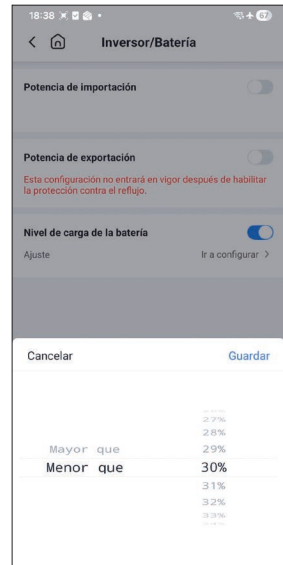 18:38
67
Inversor/Batería
Potencia de importación
Potencia de exportación
Esta configuración no entrará en vigor después de habilitar
la protección contra el reflujo.
Nivel de carga de la batería
Ajuste Ir a configurar >
Cancelar Guardar
27%
28%
Mayor que 29%
Menor que 30%
31%
32%
33%